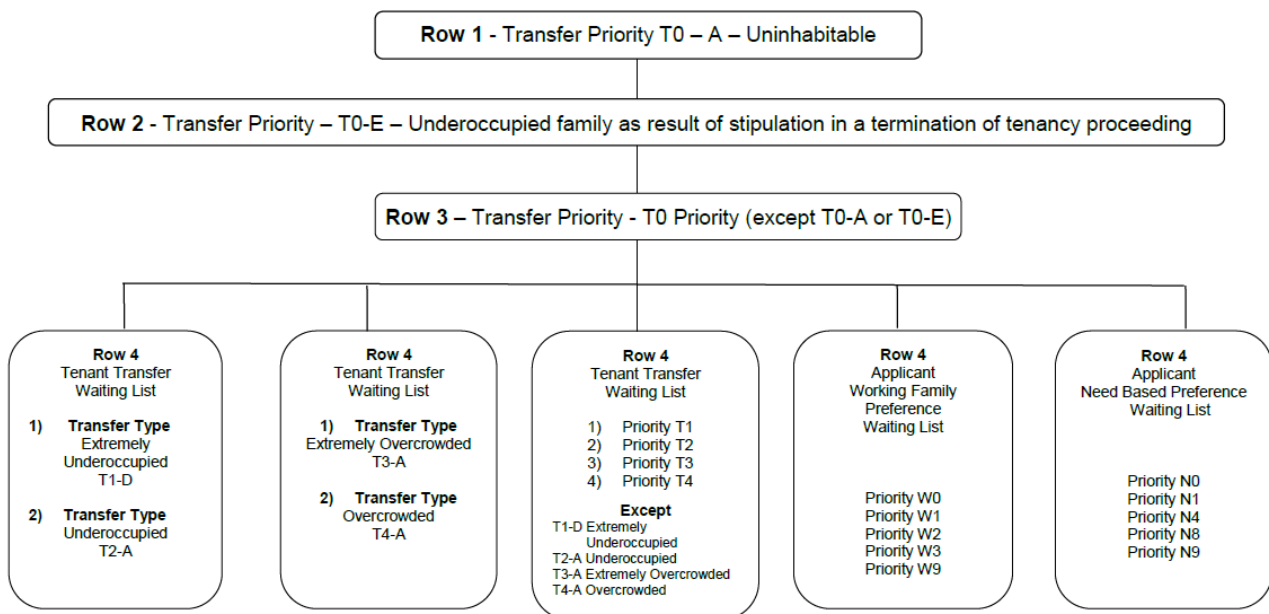 Row 1 - Transfer Priority T0 – A – Uninhabitable
Row 2 - Transfer Priority – T0-E – Underoccupied family as result of stipulation in a termination of tenancy proceeding
Row 3 – Transfer Priority - T0 Priority (except T0-A or T0-E)
Row 4
Tenant Transfer
Waiting List
1) Transfer Type
Extremely
Underoccupied
T1-D
2) Transfer Type
Underoccupied
T2-A
Row 4
Tenant Transfer
Waiting List
1) Transfer Type
Extremely Overcrowded
T3-A
2) Transfer Type
Overcrowded
T4-A
Row 4
Tenant Transfer
Waiting List
1) Priority T1
2) Priority T2
3) Priority T3
4) Priority T4
Except
T1-D Extremely
Underoccupied
T2-A Underoccupied
T3-A Extremely Overcrowded
T4-A Overcrowded
Row 4
Applicant
Working Family
Preference
Waiting List
Priority W0
Priority W1
Priority W2
Priority W3
Priority W9
Row 4
Applicant
Need Based Preference
Waiting List
Priority N0
Priority N1
Priority N4
Priority N8
Priority N9